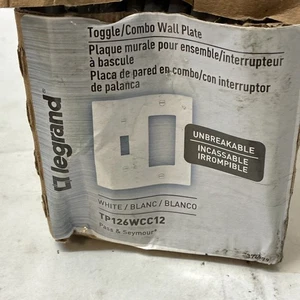 Toggle/Combo Wall Plate
Plaque murale pour ensemble/interrupteur
à bascule
Placa de pared en combo/con interruptor
de palanca
legrand
UNBREAKABLE
INCASSABLE
IRROMPIBLE
WHITE / BLANC / BLANCO
TP126WCC12
Pass & Seymour®